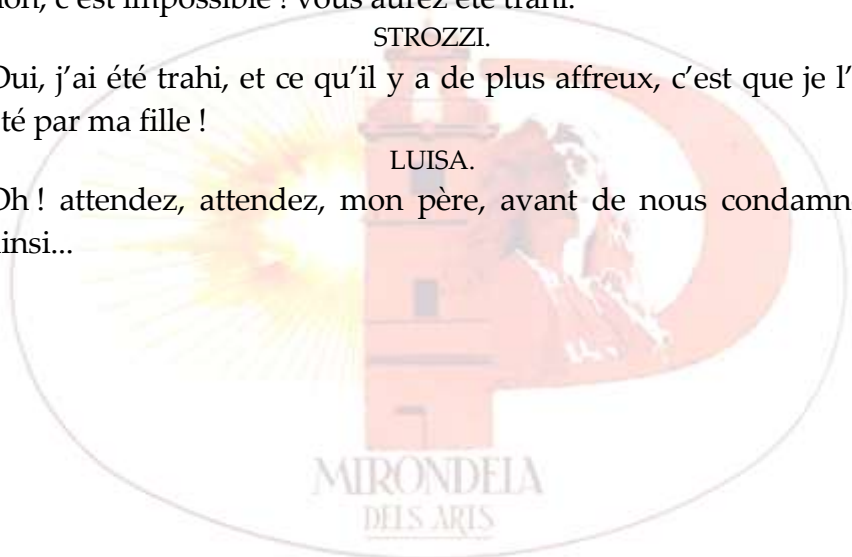 non, c'est impossible ! vous aurez été trahi.
STROZZI.
Oui, j'ai été trahi, et ce qu'il y a de plus affreux, c'est que je l'
té par ma fille !
LUISA.
Oh ! attendez, attendez, mon père, avant de nous condamn
insi...
MIRONDELA
DELS ARTS